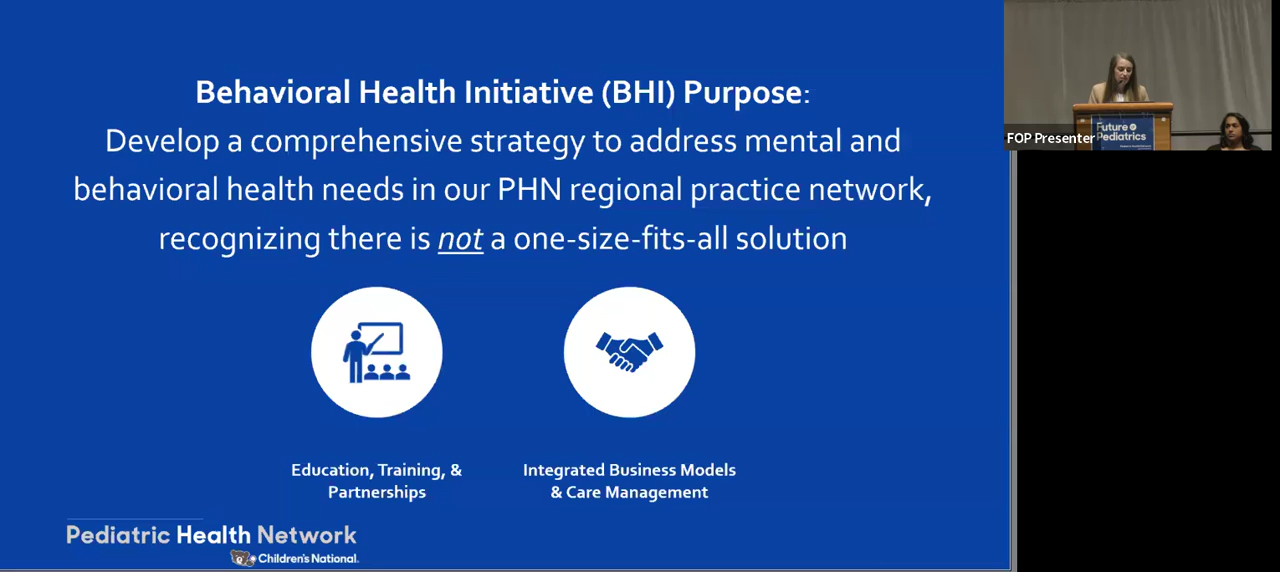 Behavioral Health Initiative (BHI) Purpose:
Develop a comprehensive strategy to address mental and
behavioral health needs in our PHN regional practice network,
recognizing there is not a one-size-fits-all solution
Education, Training, &
Partnerships
Integrated Business Models
& Care Management
Pediatric Health Network
Children's National.
FOP Presenter
Future of
Pediatrics